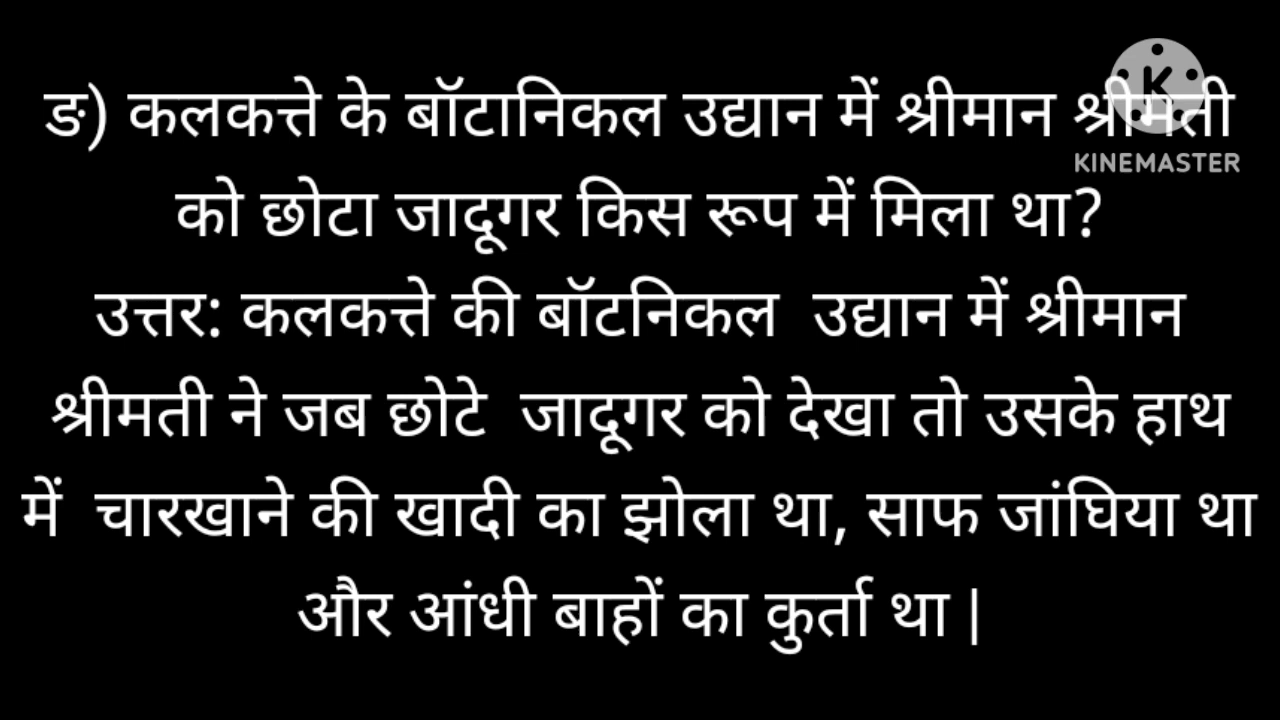 ङ) कलकत्ते के बॉटानिकल उद्यान में श्रीमान श्रीमती
KINEMASTER
को छोटा जादूगर किस रूप में मिला था?
उत्तर: कलकत्ते की बॉटनिकल उद्यान में श्रीमान
श्रीमती ने जब छोटे जादूगर को देखा तो उसके हाथ
में चारखाने की खादी का झोला था, साफ जांघिया था
और आंधी बाहों का कुर्ता था |